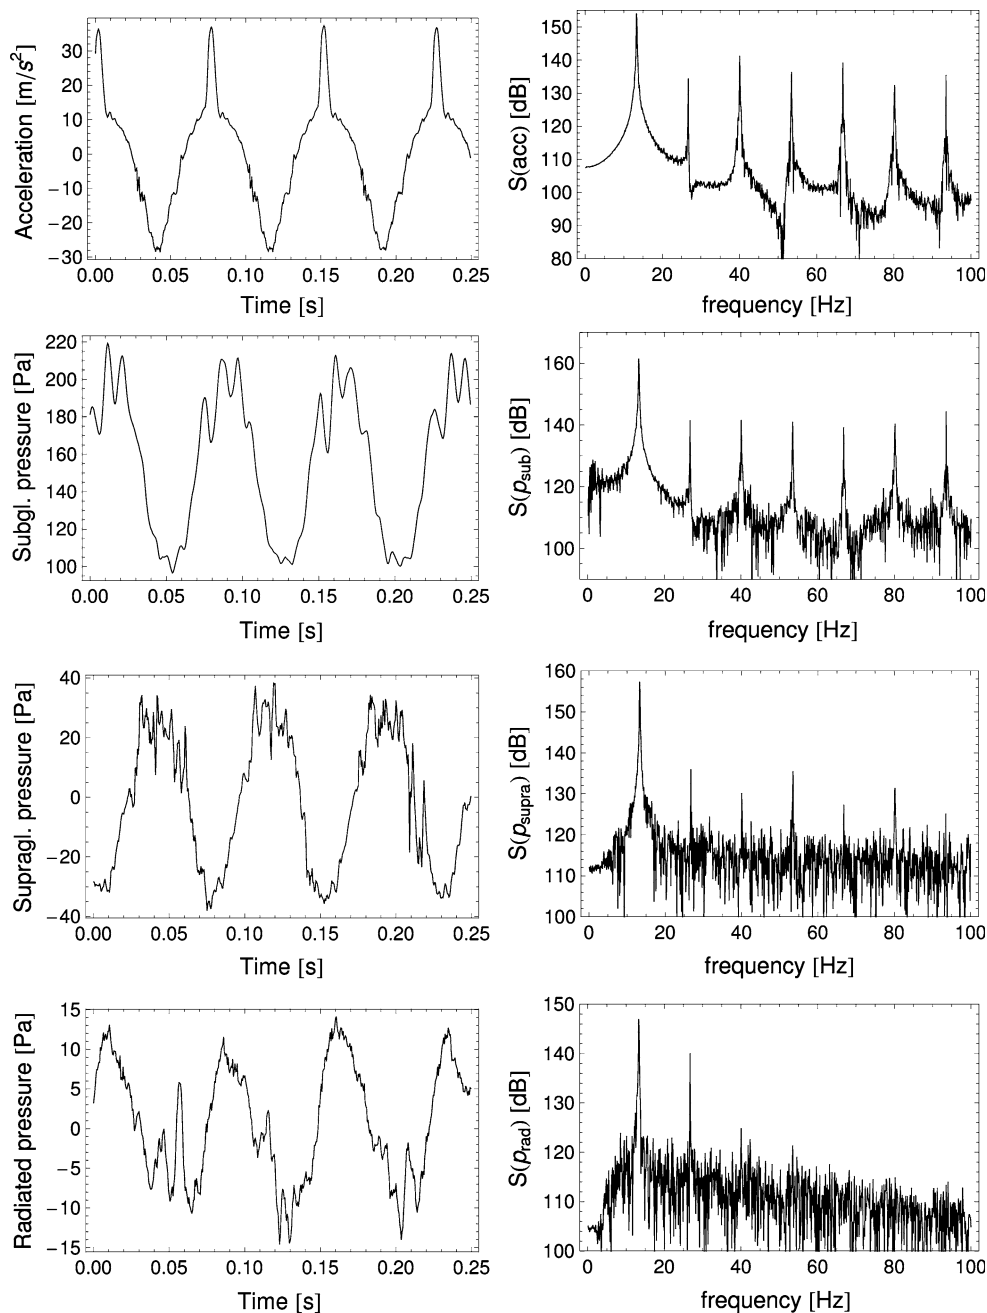 Acceleration [m/s²]
30
20
10
0
−10
−20
−30
0.00 0.05 0.10 0.15 0.20 0.25
Time [s]
S(acc) [dB]
150
140
130
120
110
100
90
80
0 20 40 60 80 100
frequency [Hz]
Subgl. pressure [Pa]
220
200
180
160
140
120
100
0.00 0.05 0.10 0.15 0.20 0.25
Time [s]
S(p_sub) [dB]
160
140
120
100
0 20 40 60 80 100
frequency [Hz]
Supragl. pressure [Pa]
40
20
0
−20
−40
0.00 0.05 0.10 0.15 0.20 0.25
Time [s]
S(p_supra) [dB]
160
150
140
130
120
110
100
0 20 40 60 80 100
frequency [Hz]
Radiated pressure [Pa]
15
10
5
0
−5
−10
−15
0.00 0.05 0.10 0.15 0.20 0.25
Time [s]
S(p_rad) [dB]
150
140
130
120
110
100
0 20 40 60 80 100
frequency [Hz]